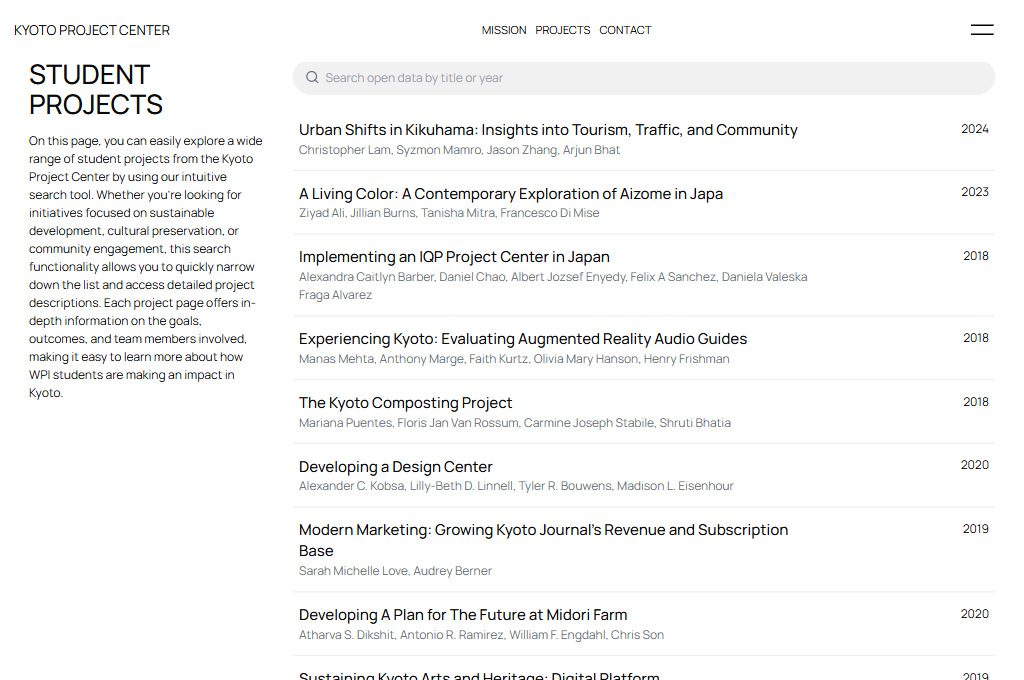 KYOTO PROJECT CENTER
MISSION PROJECTS CONTACT
STUDENT
PROJECTS
On this page, you can easily explore a wide
range of student projects from the Kyoto
Project Center by using our intuitive
search tool. Whether you're looking for
initiatives focused on sustainable
development, cultural preservation, or
community engagement, this search
functionality allows you to quickly narrow
down the list and access detailed project
descriptions. Each project page offers in-
depth information on the goals,
outcomes, and team members involved,
making it easy to learn more about how
WPI students are making an impact in
Kyoto.
Search open data by title or year
Urban Shifts in Kikuhama: Insights into Tourism, Traffic, and Community
2024
Christopher Lam, Syzmon Mamro, Jason Zhang, Arjun Bhat
A Living Color: A Contemporary Exploration of Aizome in Japa
2023
Ziyad Ali, Jillian Burns, Tanisha Mitra, Francesco Di Mise
Implementing an IQP Project Center in Japan
2018
Alexandra Caitlyn Barber, Daniel Chao, Albert Jozsef Enyedy, Felix A Sanchez, Daniela Valeska
Fraga Alvarez
Experiencing Kyoto: Evaluating Augmented Reality Audio Guides
2018
Manas Mehta, Anthony Marge, Faith Kurtz, Olivia Mary Hanson, Henry Frishman
The Kyoto Composting Project
2018
Mariana Puentes, Floris Jan Van Rossum, Carmine Joseph Stabile, Shruti Bhatia
Developing a Design Center
2020
Alexander C. Kobsa, Lilly-Beth D. Linnell, Tyler R. Bouwens, Madison L. Eisenhour
Modern Marketing: Growing Kyoto Journal's Revenue and Subscription
Base
2019
Sarah Michelle Love, Audrey Berner
Developing A Plan for The Future at Midori Farm
2020
Atharva S. Dikshit, Antonio R. Ramirez, William F. Engdahl, Chris Son
Sustaining Kyoto Arts and Heritage: Digital Platform
2019